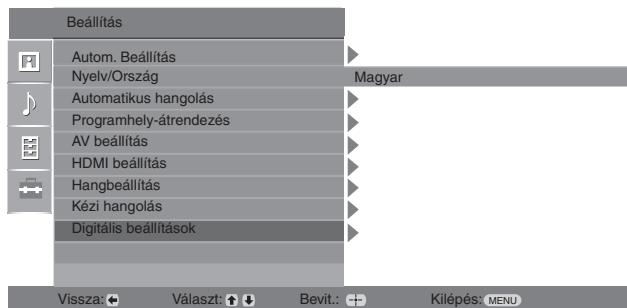 Beállítás
Autom. Beállítás
Nyelv/Ország Magyar
Automatikus hangolás
Programhely-átrendezés
AV beállítás
HDMI beállítás
Hangbeállítás
Kézi hangolás
Digitális beállítások
Vissza: Választ: Bevit.: Kilépés: MENU